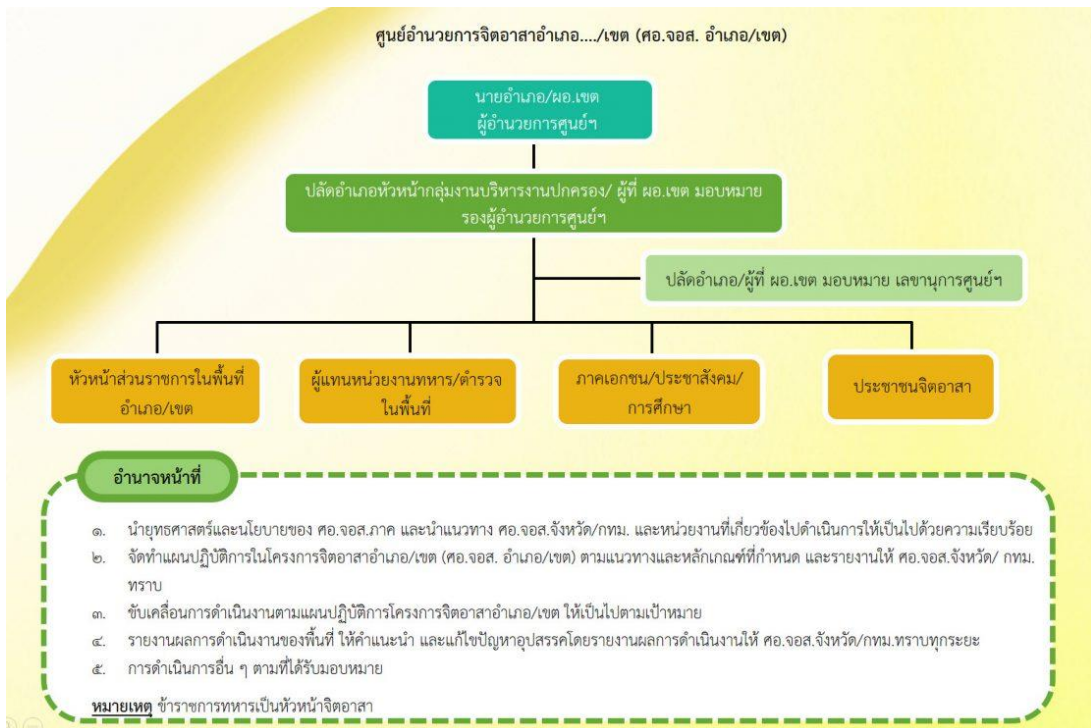 ศูนย์อำนวยการจิตอาสาอำเภอ..../เขต (ศอ.จอส. อำเภอ/เขต)
นายอำเภอ/ผอ.เขต
ผู้อำนวยการศูนย์ฯ
ปลัดอำเภอหัวหน้ากลุ่มงานบริหารงานปกครอง/ ผู้ที่ ผอ.เขต มอบหมาย
รองผู้อำนวยการศูนย์ฯ
ปลัดอำเภอ/ผู้ที่ ผอ.เขต มอบหมาย เลขานุการศูนย์ฯ
หัวหน้าส่วนราชการในพื้นที่
อำเภอ/เขต
ผู้แทนหน่วยงานทหาร/ตำรวจ
ในพื้นที่
ภาคเอกชน/ประชาสังคม/
การศึกษา
ประชาชนจิตอาสา
อำนาจหน้าที่
๑. นำยุทธศาสตร์และนโยบายของ ศอ.จอส.ภาค และนำแนวทาง ศอ.จอส.จังหวัด/กทม. และหน่วยงานที่เกี่ยวข้องไปดำเนินการให้เป็นไปด้วยความเรียบร้อย
๒. จัดทำแผนปฏิบัติการในโครงการจิตอาสาอำเภอ/เขต (ศอ.จอส. อำเภอ/เขต) ตามแนวทางและหลักเกณฑ์ที่กำหนด และรายงานให้ ศอ.จอส.จังหวัด/ กทม.
ทราบ
๓. ขับเคลื่อนการดำเนินงานตามแผนปฏิบัติการโครงการจิตอาสาอำเภอ/เขต ให้เป็นไปตามเป้าหมาย
๔. รายงานผลการดำเนินงานของพื้นที่ ให้คำแนะนำ และแก้ไขปัญหาอุปสรรคโดยรายงานผลการดำเนินงานให้ ศอ.จอส.จังหวัด/กทม.ทราบทุกระยะ
๕. การดำเนินการอื่น ๆ ตามที่ได้รับมอบหมาย
หมายเหตุ ข้าราชการทหารเป็นหัวหน้าจิตอาสา